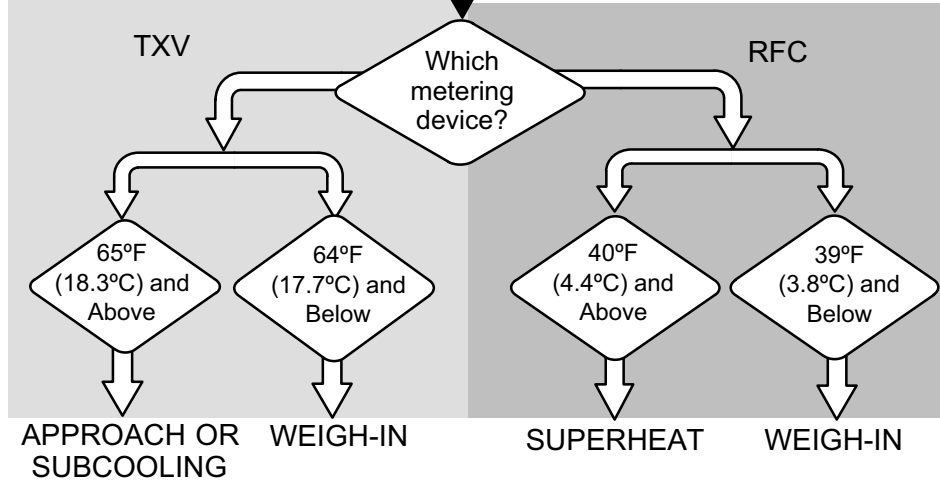 TXV
Which
metering
device?
RFC
65ºF
(18.3ºC) and
Above
64ºF
(17.7ºC) and
Below
40ºF
(4.4ºC) and
Above
39ºF
(3.8ºC) and
Below
APPROACH OR
SUBCOOLING
WEIGH-IN
SUPERHEAT
WEIGH-IN